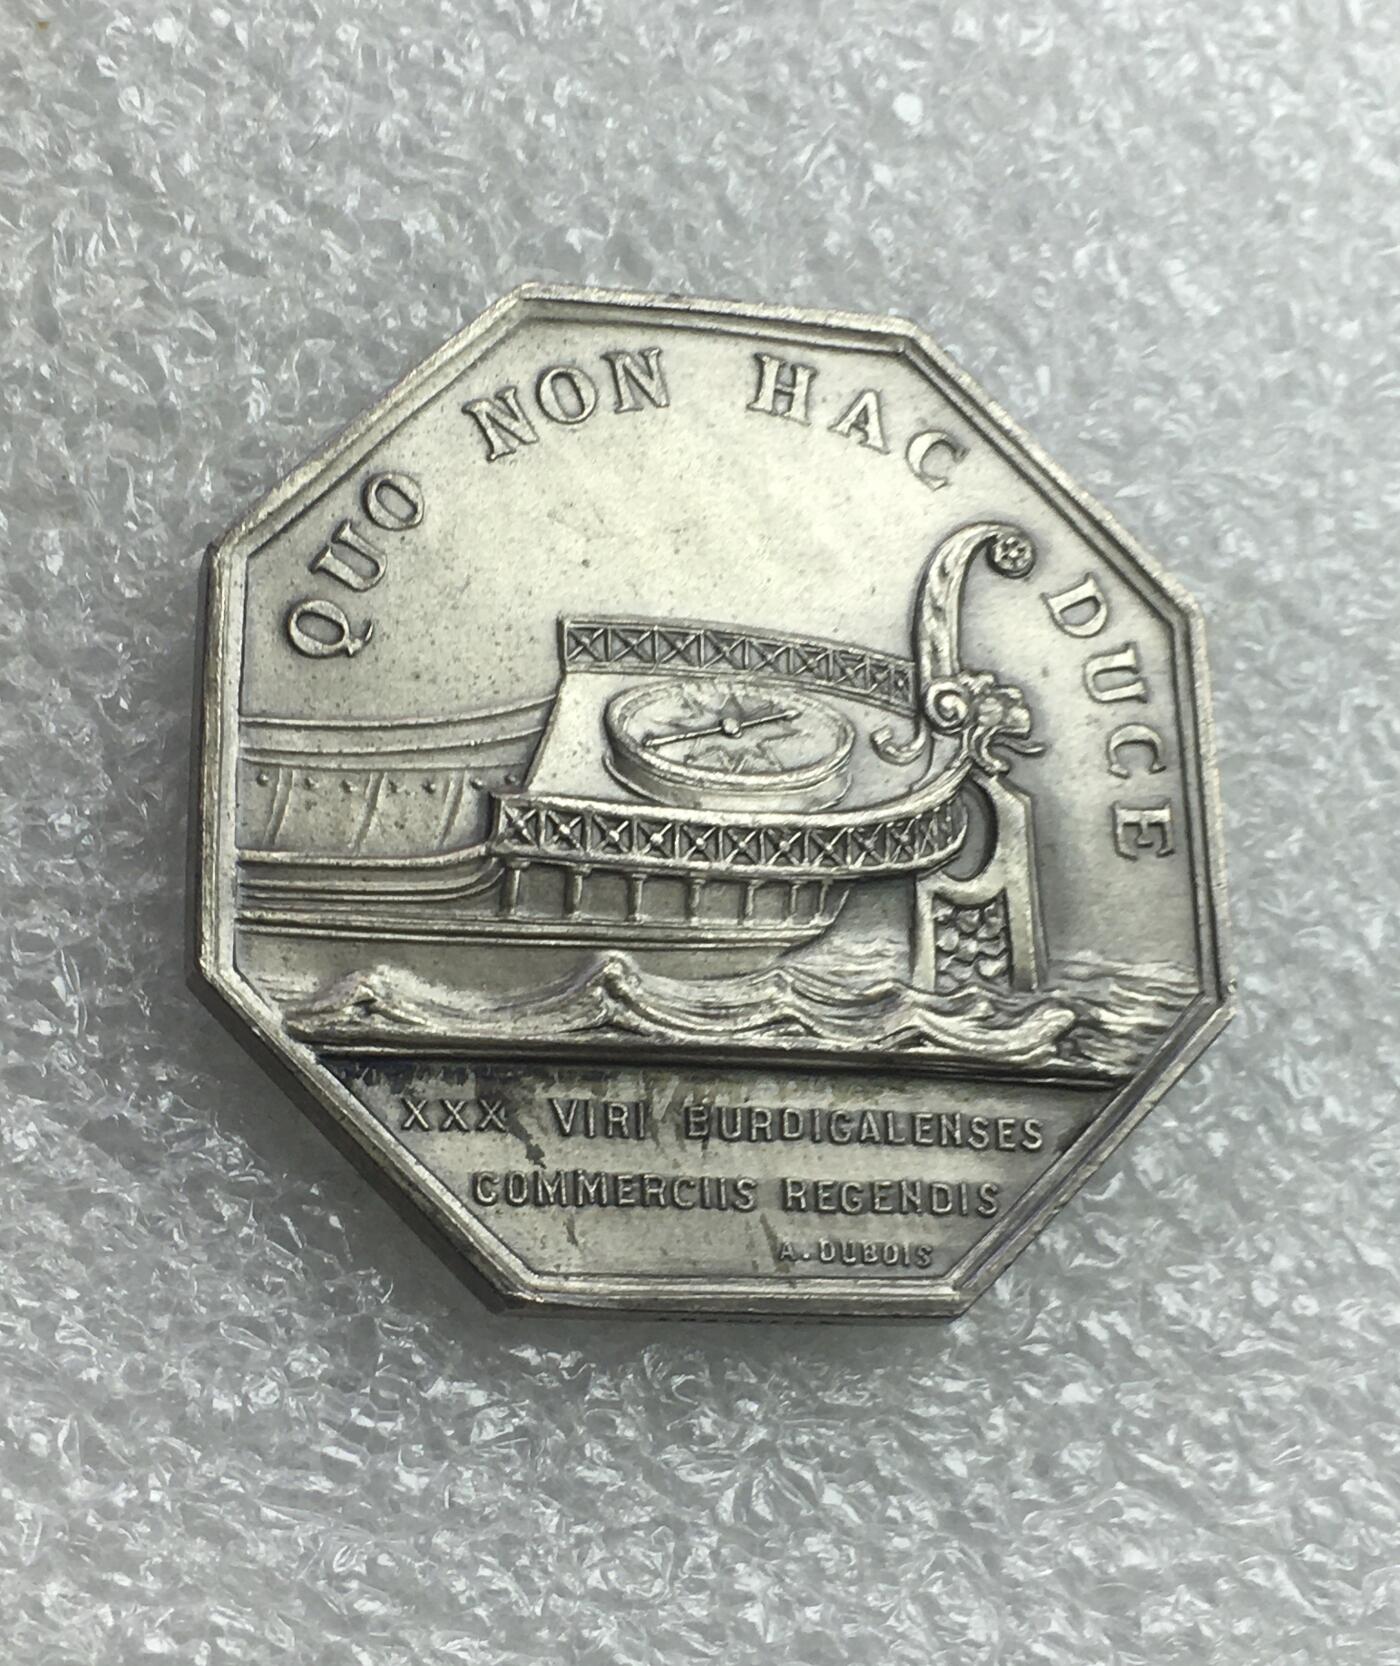 QUO NON HAC DUCE
XXX VIRI BURDIGALENSES
COMMERCIIS REGENDIS
A. DUBOIS